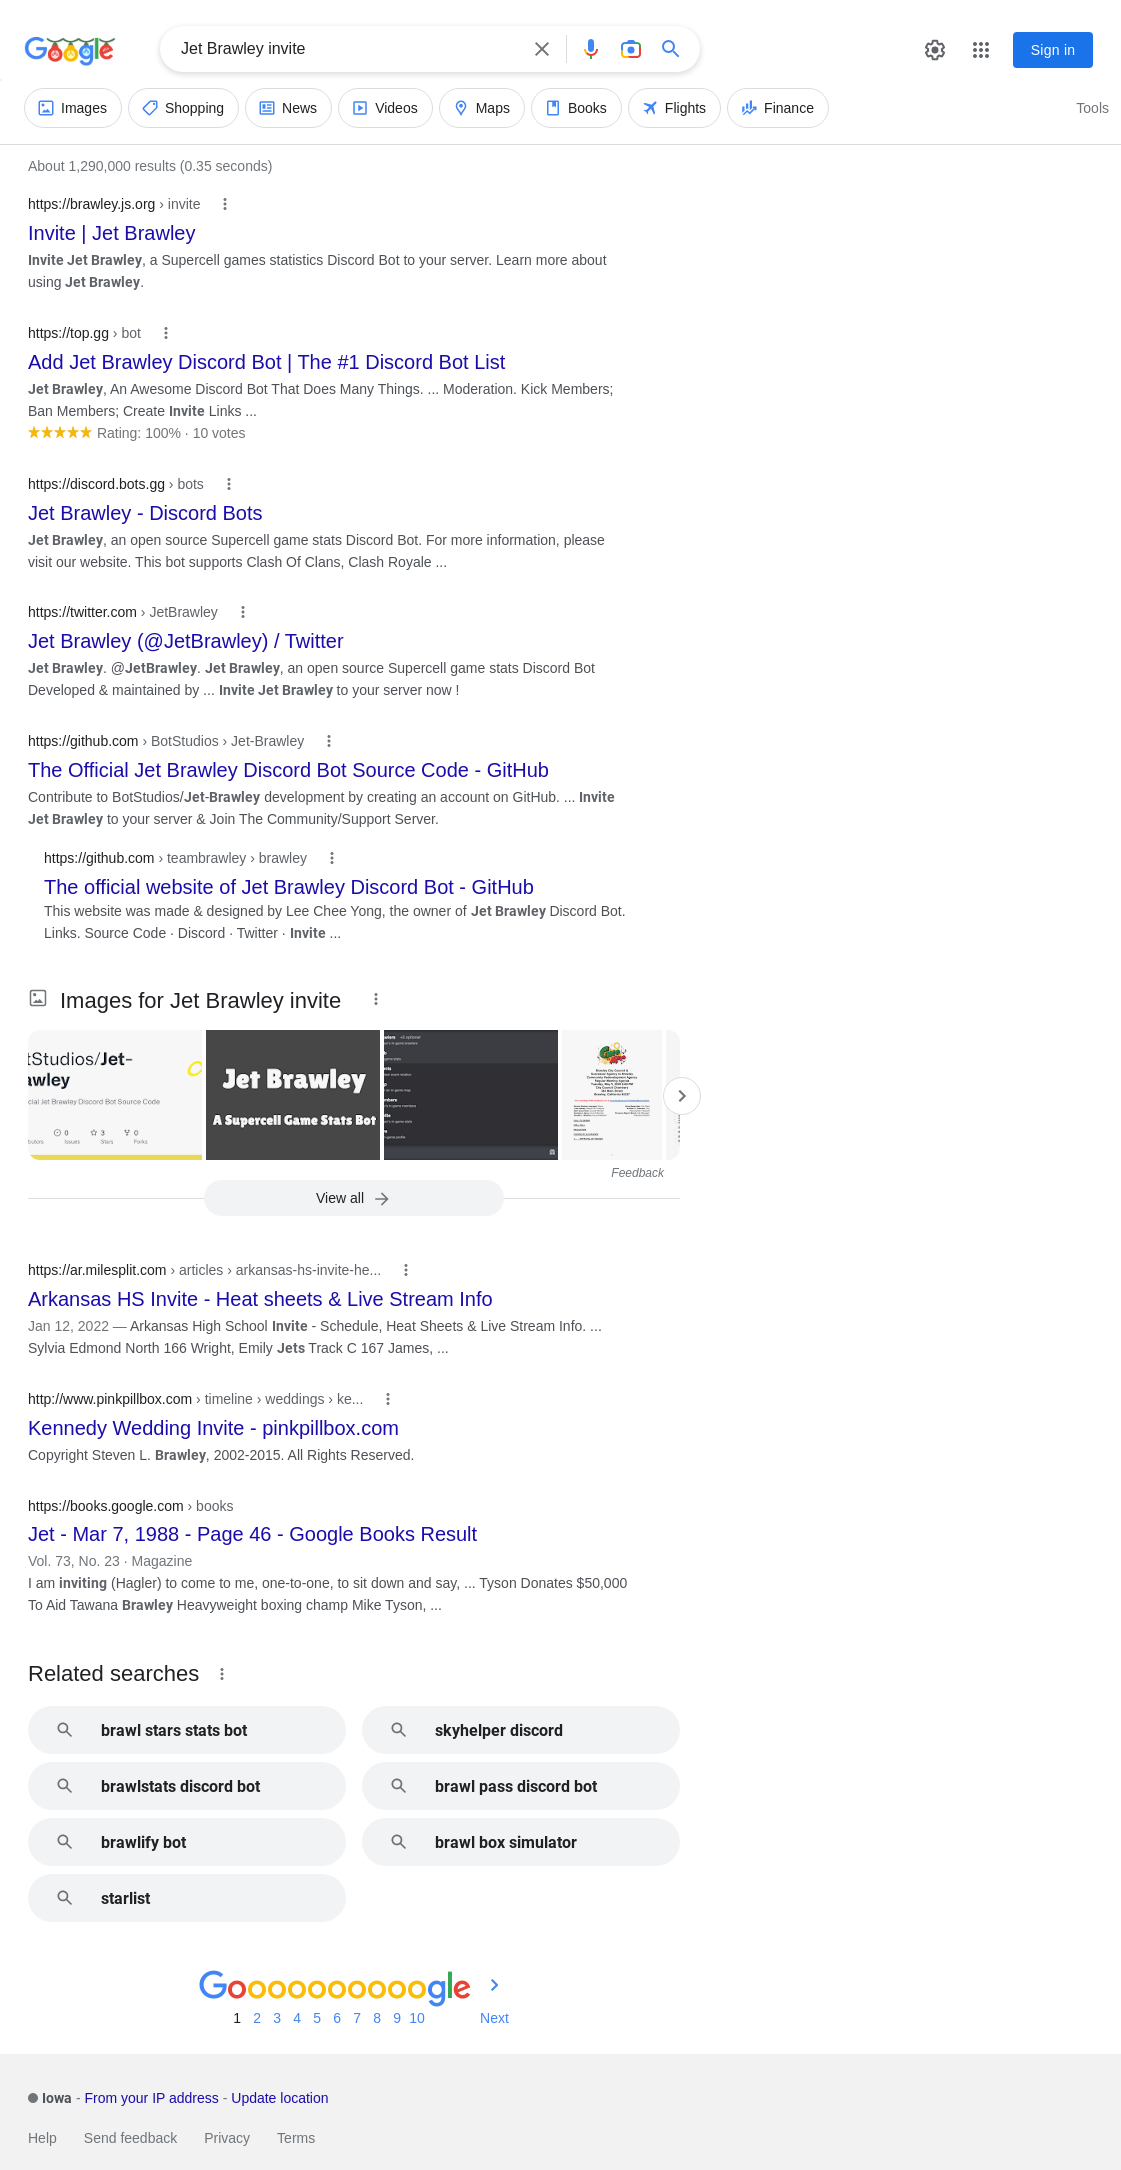 Google
Jet Brawley invite
Sign in
Images
Shopping
News
Videos
Maps
Books
Flights
Finance
Tools
About 1,290,000 results (0.35 seconds)
https://brawley.js.org › invite
Invite | Jet Brawley
Invite Jet Brawley, a Supercell games statistics Discord Bot to your server. Learn more about
using Jet Brawley.
https://top.gg › bot
Add Jet Brawley Discord Bot | The #1 Discord Bot List
Jet Brawley, An Awesome Discord Bot That Does Many Things. ... Moderation. Kick Members;
Ban Members; Create Invite Links ...
Rating: 100% · 10 votes
https://discord.bots.gg › bots
Jet Brawley - Discord Bots
Jet Brawley, an open source Supercell game stats Discord Bot. For more information, please
visit our website. This bot supports Clash Of Clans, Clash Royale ...
https://twitter.com › JetBrawley
Jet Brawley (@JetBrawley) / Twitter
Jet Brawley. @JetBrawley. Jet Brawley, an open source Supercell game stats Discord Bot
Developed & maintained by ... Invite Jet Brawley to your server now !
https://github.com › BotStudios › Jet-Brawley
The Official Jet Brawley Discord Bot Source Code - GitHub
Contribute to BotStudios/Jet-Brawley development by creating an account on GitHub. ... Invite
Jet Brawley to your server & Join The Community/Support Server.
https://github.com › teambrawley › brawley
The official website of Jet Brawley Discord Bot - GitHub
This website was made & designed by Lee Chee Yong, the owner of Jet Brawley Discord Bot.
Links. Source Code · Discord · Twitter · Invite ...
Images for Jet Brawley invite
tStudios/Jet-
awley
cial Jet Brawley Discord Bot Source Code
0
3
0
Issues
Stars
Forks
Jet Brawley
A Supercell Game Stats Bot
Feedback
View all
https://ar.milesplit.com › articles › arkansas-hs-invite-he...
Arkansas HS Invite - Heat sheets & Live Stream Info
Jan 12, 2022 — Arkansas High School Invite - Schedule, Heat Sheets & Live Stream Info. ...
Sylvia Edmond North 166 Wright, Emily Jets Track C 167 James, ...
http://www.pinkpillbox.com › timeline › weddings › ke...
Kennedy Wedding Invite - pinkpillbox.com
Copyright Steven L. Brawley, 2002-2015. All Rights Reserved.
https://books.google.com › books
Jet - Mar 7, 1988 - Page 46 - Google Books Result
Vol. 73, No. 23 · Magazine
I am inviting (Hagler) to come to me, one-to-one, to sit down and say, ... Tyson Donates $50,000
To Aid Tawana Brawley Heavyweight boxing champ Mike Tyson, ...
Related searches
brawl stars stats bot
skyhelper discord
brawlstats discord bot
brawl pass discord bot
brawlify bot
brawl box simulator
starlist
Goooooooooogle
1 2 3 4 5 6 7 8 9 10 Next
Iowa - From your IP address - Update location
Help Send feedback Privacy Terms